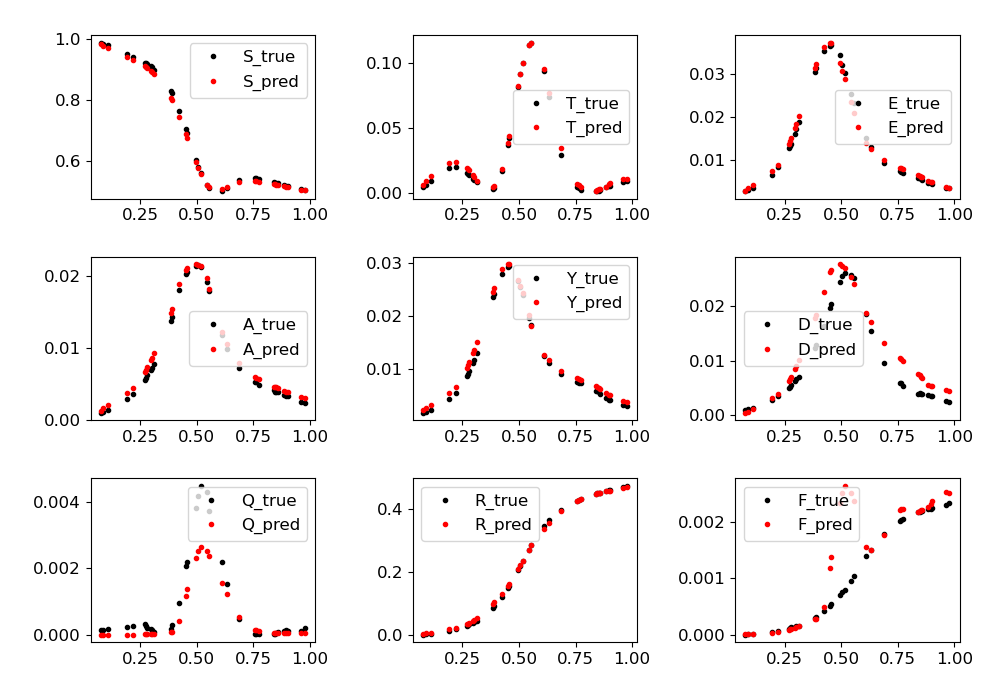 1.0
0.8
0.6
0.25 0.50 0.75 1.00
S_true
S_pred
0.10
0.05
0.00
0.25 0.50 0.75 1.00
T_true
T_pred
0.03
0.02
0.01
0.25 0.50 0.75 1.00
E_true
E_pred
0.02
0.01
0.00
0.25 0.50 0.75 1.00
A_true
A_pred
0.03
0.02
0.01
0.25 0.50 0.75 1.00
Y_true
Y_pred
0.02
0.01
0.00
0.25 0.50 0.75 1.00
D_true
D_pred
0.004
0.002
0.000
0.25 0.50 0.75 1.00
Q_true
Q_pred
0.4
0.2
0.0
0.25 0.50 0.75 1.00
R_true
R_pred
0.002
0.001
0.000
0.25 0.50 0.75 1.00
F_true
F_pred